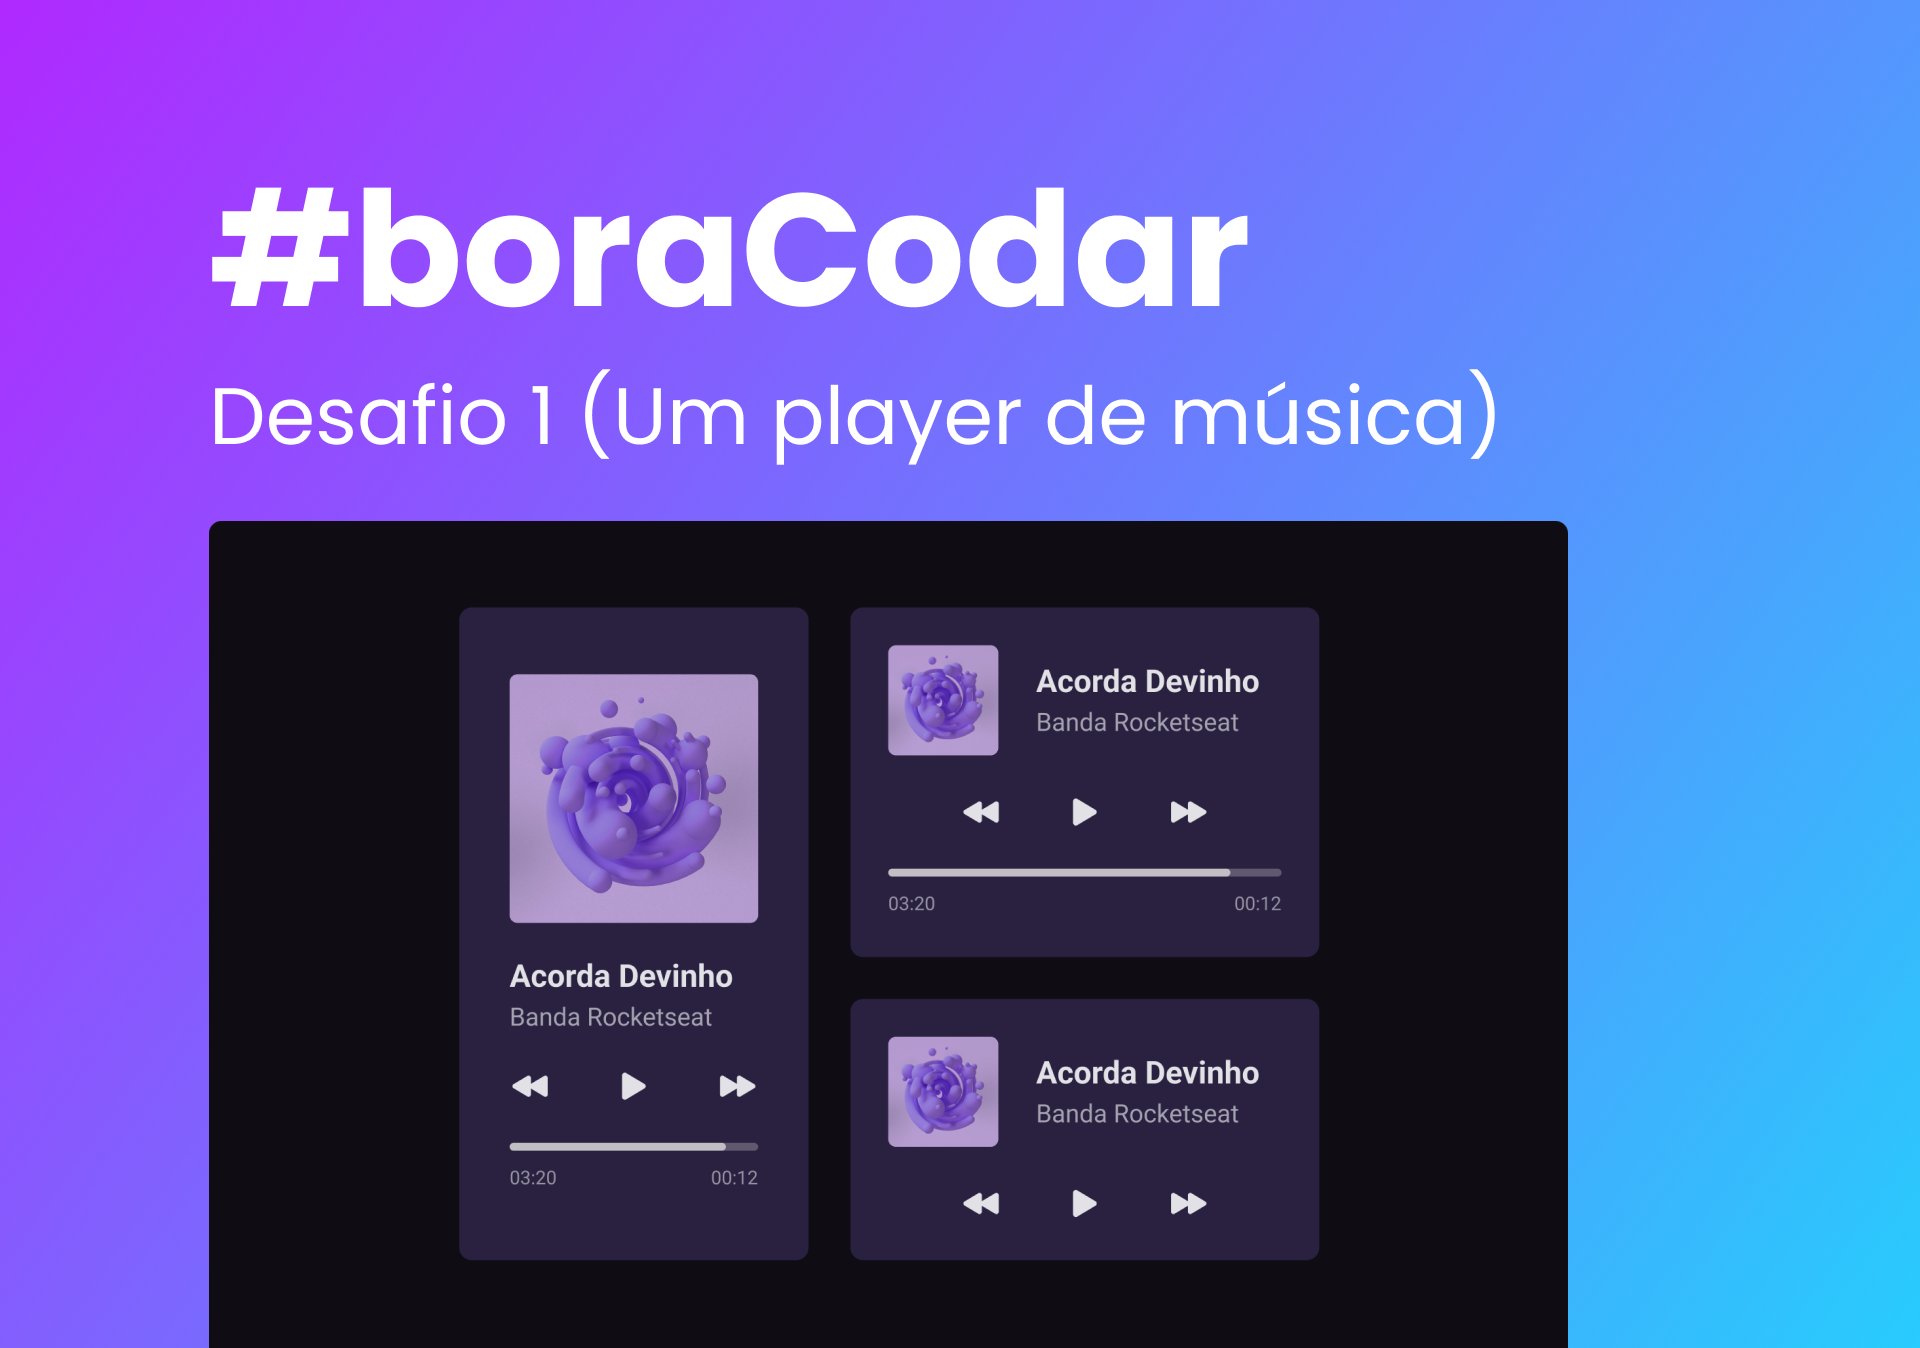 #boraCodar
Desafio 1 (Um player de música)
Acorda Devinho
Banda Rocketseat
03:20
00:12
Acorda Devinho
Banda Rocketseat
03:20
00:12
Acorda Devinho
Banda Rocketseat